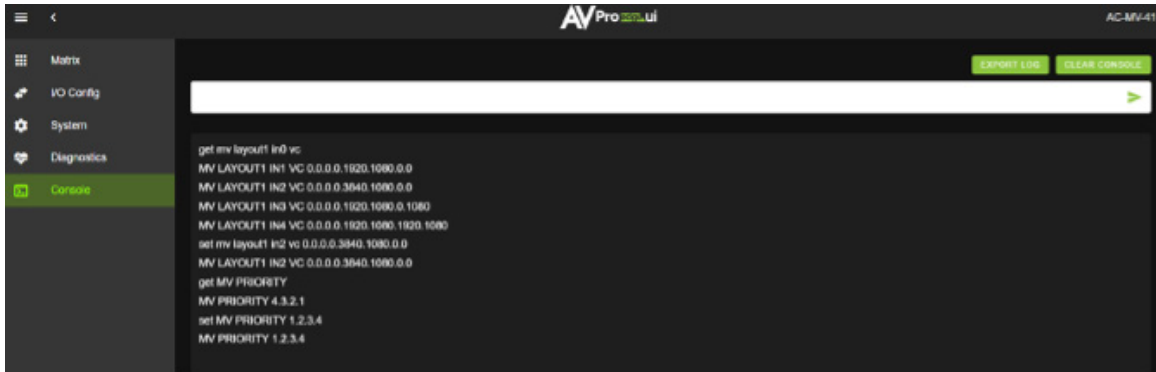 AVPro ui
AC-MV-41
Matrix
I/O Config
System
Diagnostics
Console
EXPORT LOG
CLEAR CONSOLE
get mv layout1 in0 vc
MV LAYOUT1 IN1 VC 0.0.0.0.1920.1080.0.0
MV LAYOUT1 IN2 VC 0.0.0.0.3840.1080.0.0
MV LAYOUT1 IN3 VC 0.0.0.0.1920.1080.0.1080
MV LAYOUT1 IN4 VC 0.0.0.0.1920.1080.1920.1080
set mv layout1 in2 vc 0.0.0.0.3840.1080.0.0
MV LAYOUT1 IN2 VC 0.0.0.0.3840.1080.0.0
get MV PRIORITY
MV PRIORITY 4.3.2.1
set MV PRIORITY 1.2.3.4
MV PRIORITY 1.2.3.4